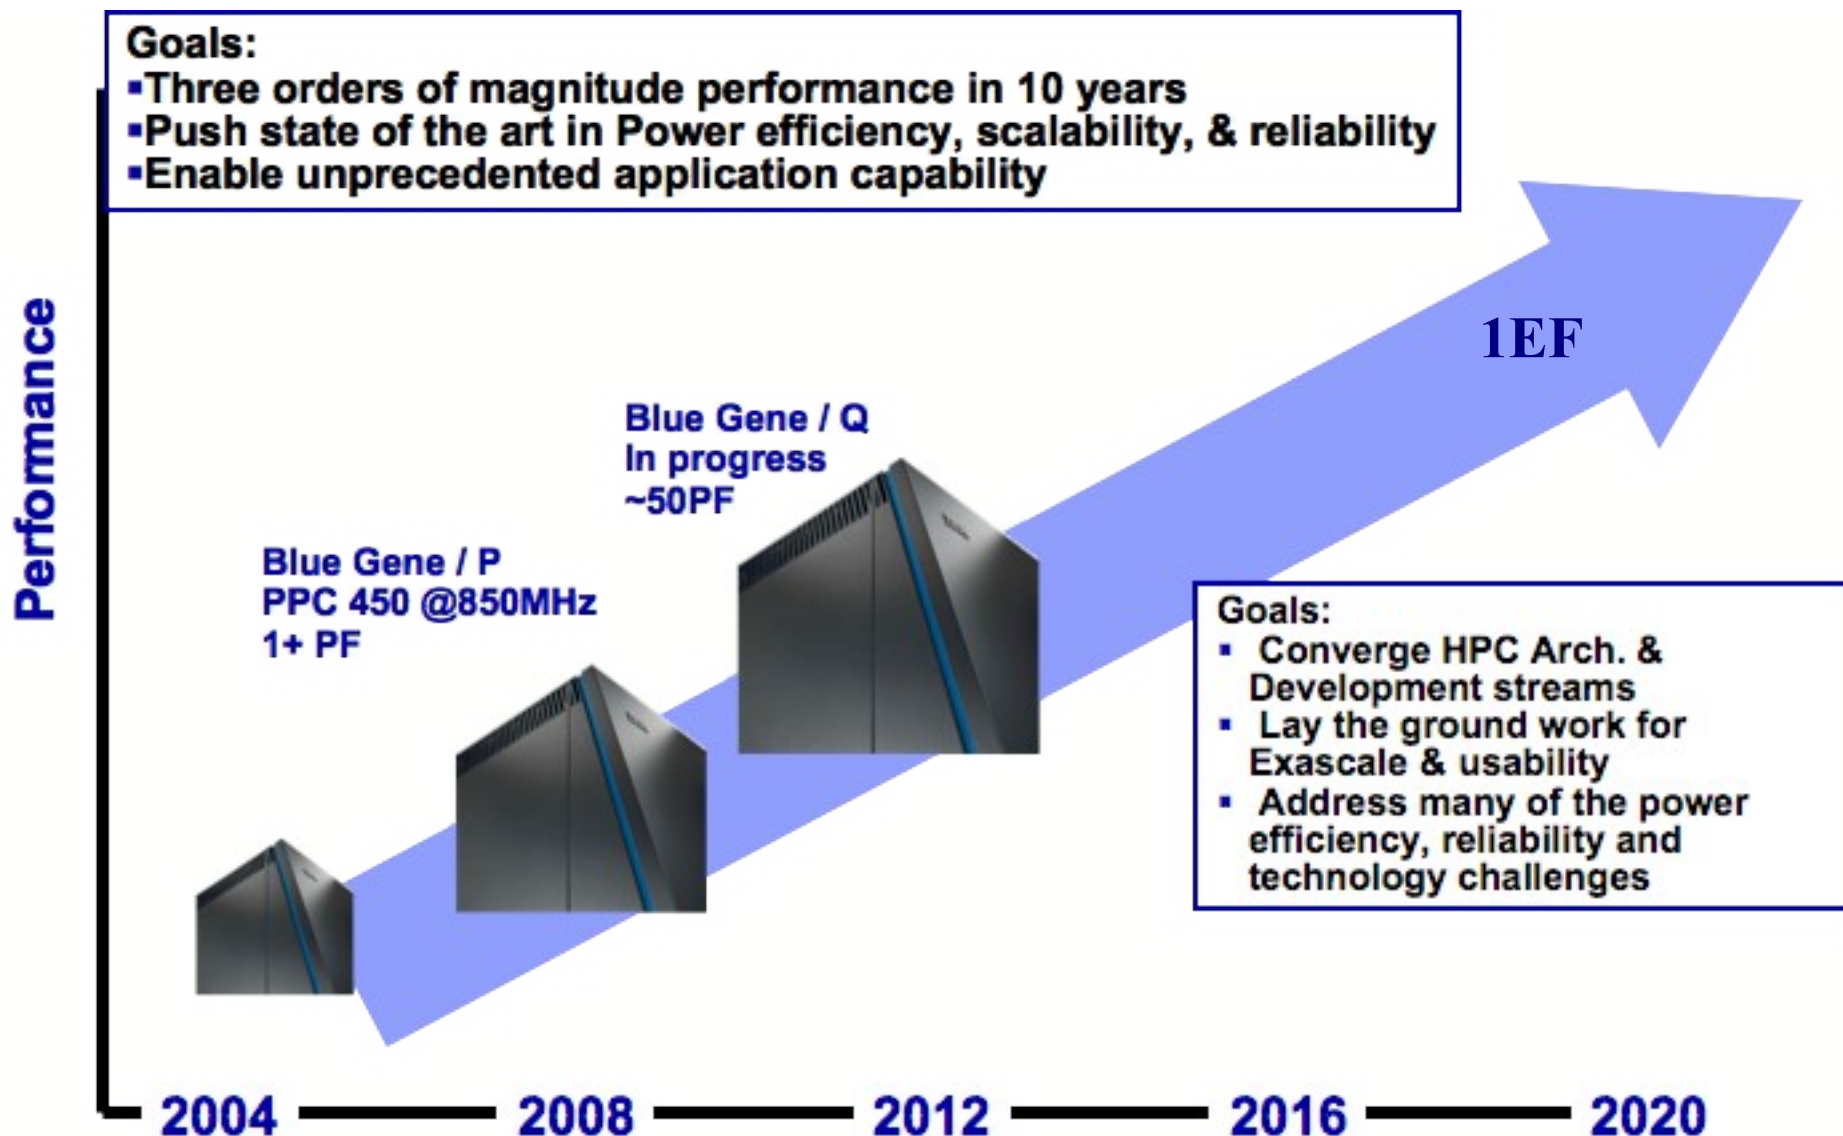 Goals:
▪Three orders of magnitude performance in 10 years
▪Push state of the art in Power efficiency, scalability, & reliability
▪Enable unprecedented application capability
Performance
1EF
Blue Gene / Q
In progress
~50PF
Blue Gene / P
PPC 450 @850MHz
1+ PF
Goals:
▪ Converge HPC Arch. &
Development streams
▪ Lay the ground work for
Exascale & usability
▪ Address many of the power
efficiency, reliability and
technology challenges
2004 2008 2012 2016 2020